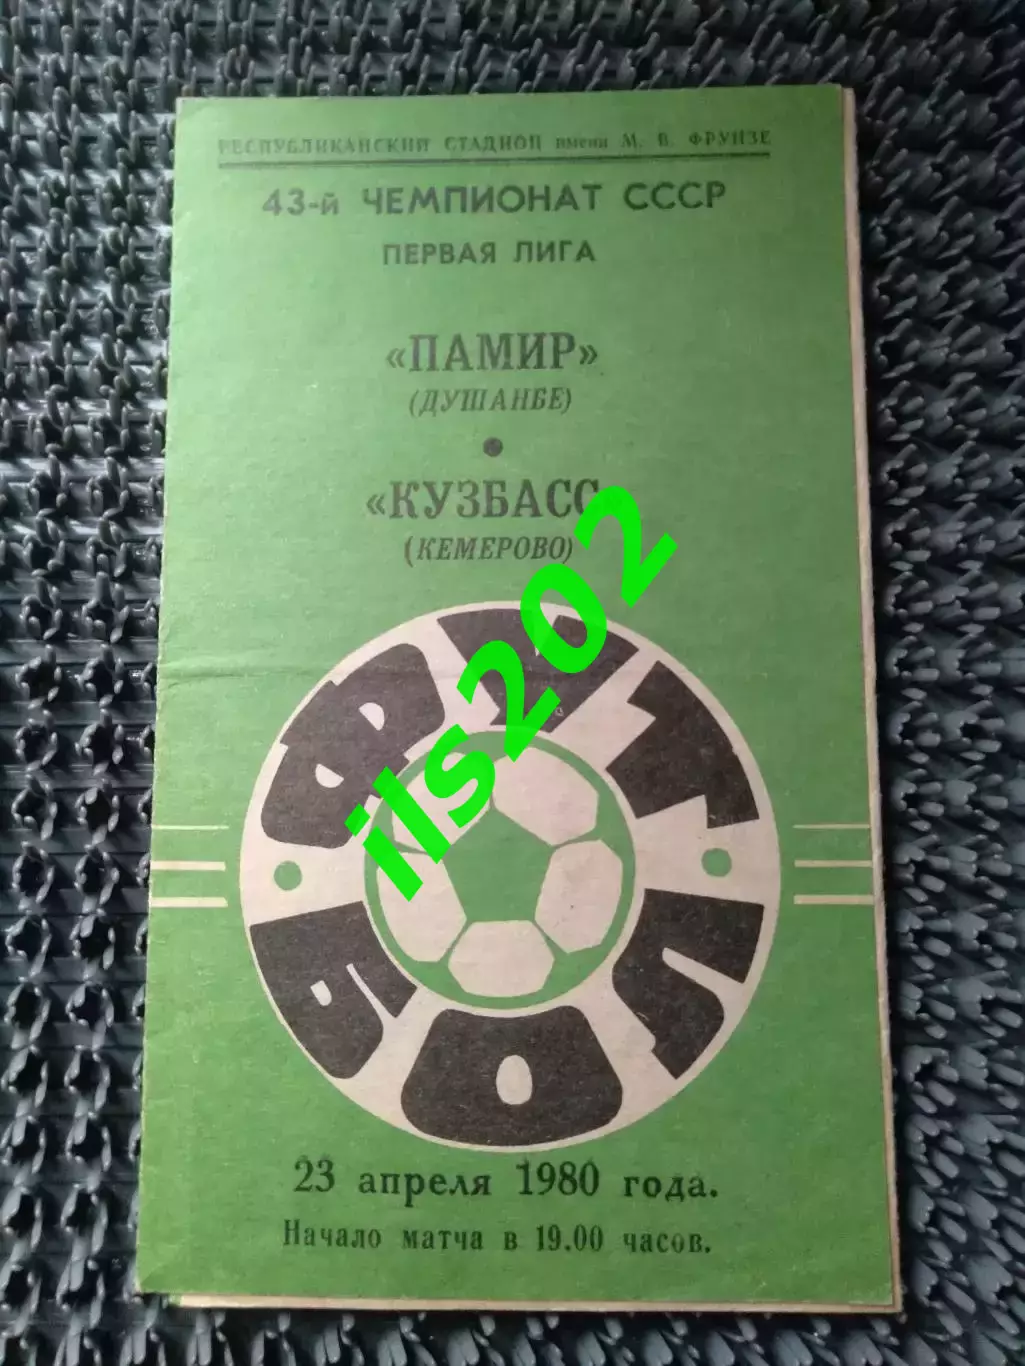 РЕСПУБЛИКАНСКИЙ СТАДИОН имени М. В. ФРУНЗЕ
43-й ЧЕМПИОНАТ СССР
ПЕРВАЯ ЛИГА
«ПАМИР»
(ДУШАНБЕ)
•
«КУЗБАСС
(КЕМЕРОВО)
ils202
ФУТБОЛ
23 апреля 1980 года.
Начало матча в 19.00 часов.